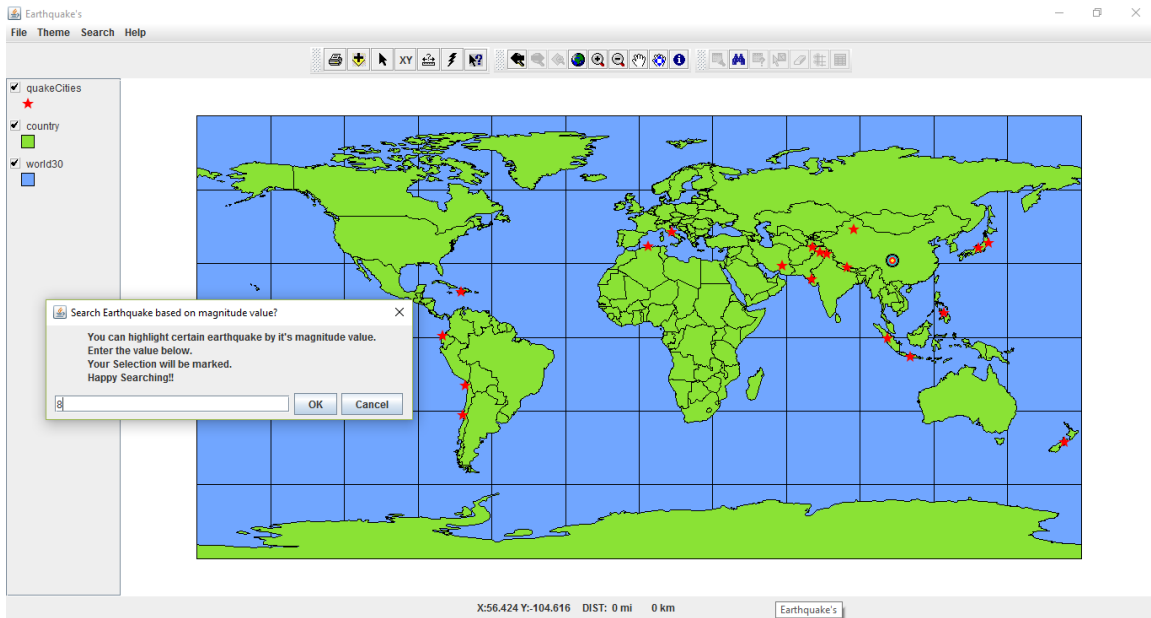 Earthquake's
File Theme Search Help
XY
quakeCities
country
world30
Search Earthquake based on magnitude value?
You can highlight certain earthquake by it's magnitude value.
Enter the value below.
Your Selection will be marked.
Happy Searching!!
8
OK Cancel
X:56.424 Y:-104.616 DIST: 0 mi 0 km
Earthquake's